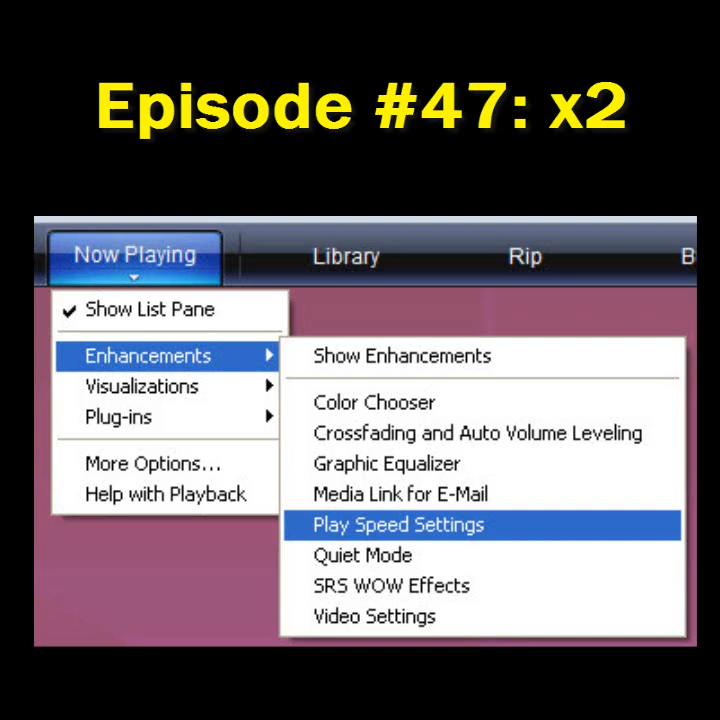 Episode #47: x2
Now Playing Library Rip B
Show List Pane
Enhancements
Visualizations
Plug-ins
More Options...
Help with Playback
Show Enhancements
Color Chooser
Crossfading and Auto Volume Leveling
Graphic Equalizer
Media Link for E-Mail
Play Speed Settings
Quiet Mode
SRS WOW Effects
Video Settings